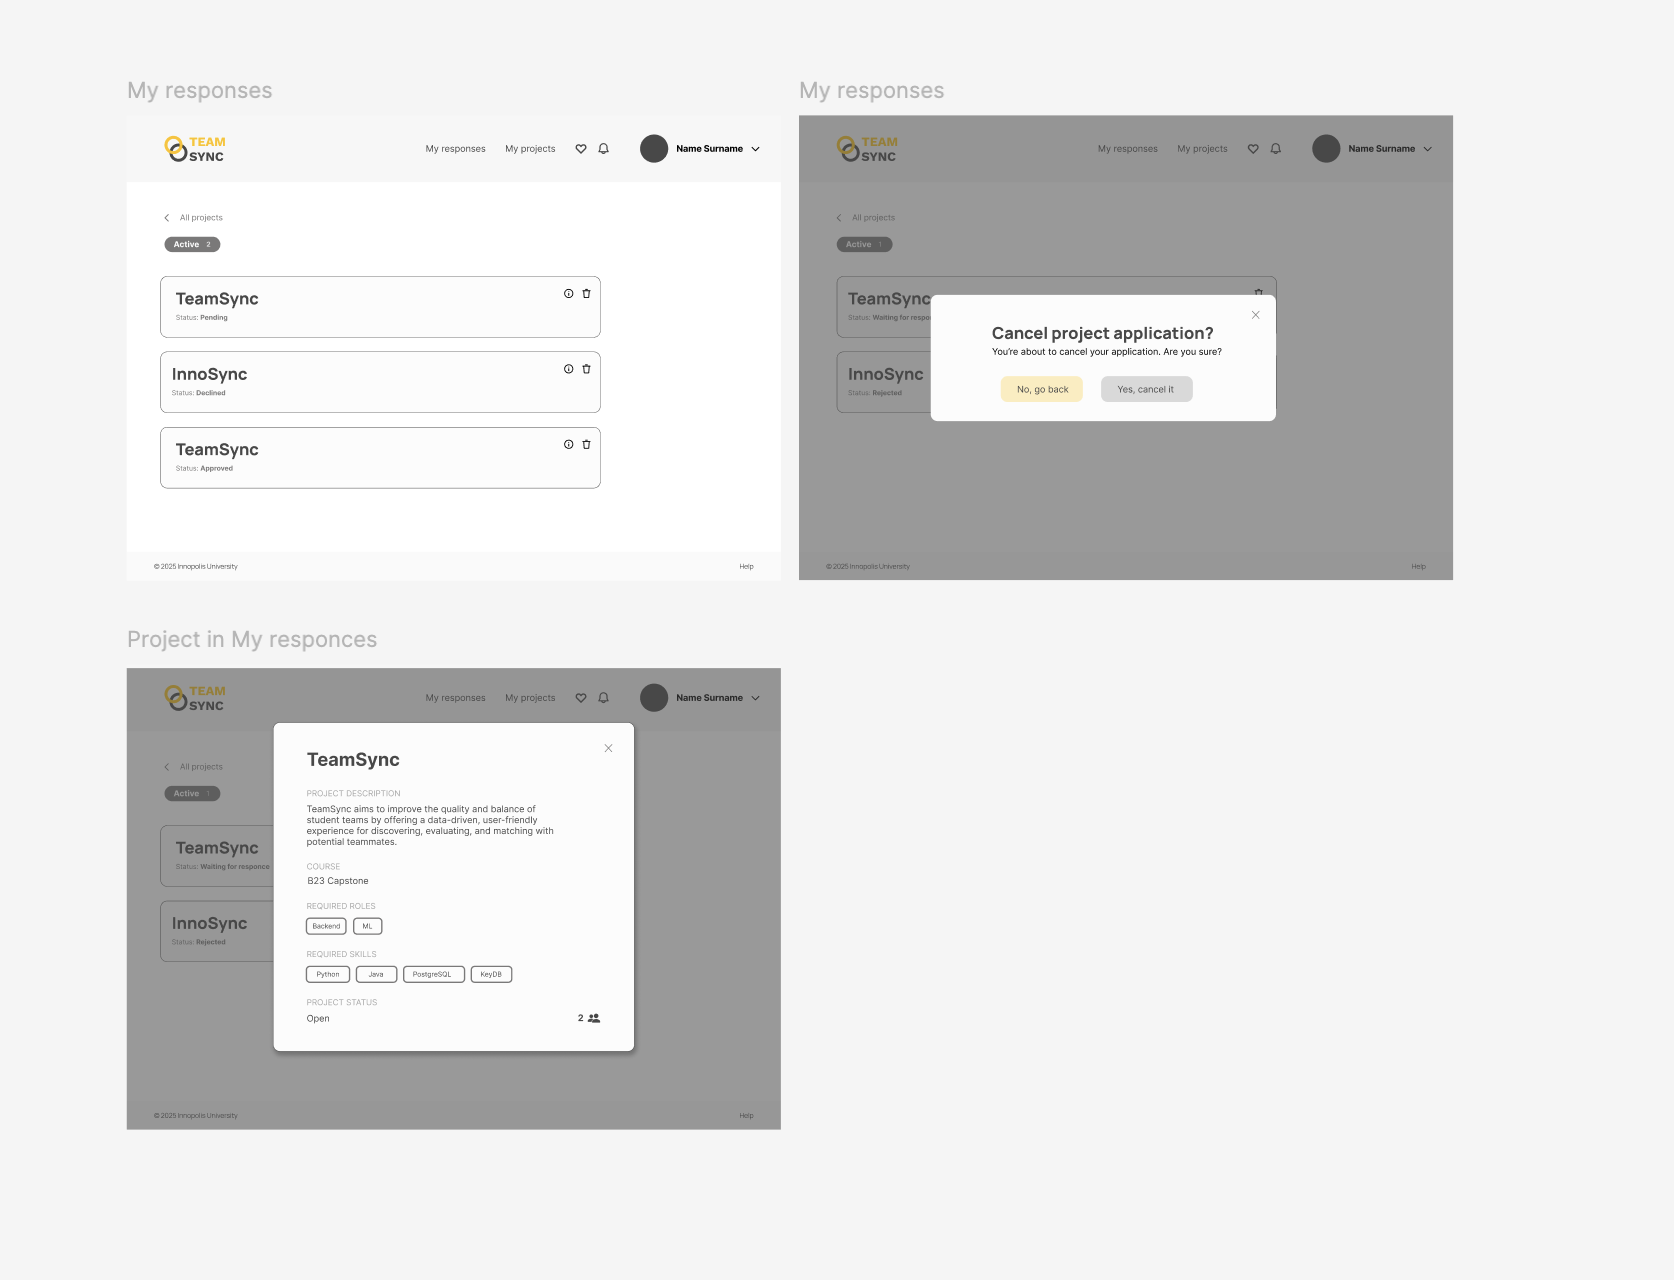 My responses
TEAM
SYNC
My responses
My projects
Name Surname
All projects
Active 2
TeamSync
Status: Pending
InnoSync
Status: Declined
TeamSync
Status: Approved
© 2025 Innopolis University
Help
My responses
TEAM
SYNC
My responses
My projects
Name Surname
All projects
Active 1
TeamSync
Status: Waiting for respo
InnoSync
Status: Rejected
Cancel project application?
You're about to cancel your application. Are you sure?
No, go back
Yes, cancel it
© 2025 Innopolis University
Help
Project in My responces
TEAM
SYNC
My responses
My projects
Name Surname
All projects
Active 1
TeamSync
Status: Waiting for responce
InnoSync
Status: Rejected
TeamSync
PROJECT DESCRIPTION
TeamSync aims to improve the quality and balance of
student teams by offering a data-driven, user-friendly
experience for discovering, evaluating, and matching with
potential teammates.
COURSE
B23 Capstone
REQUIRED ROLES
Backend
ML
REQUIRED SKILLS
Python
Java
PostgreSQL
KeyDB
PROJECT STATUS
Open
2
© 2025 Innopolis University
Help